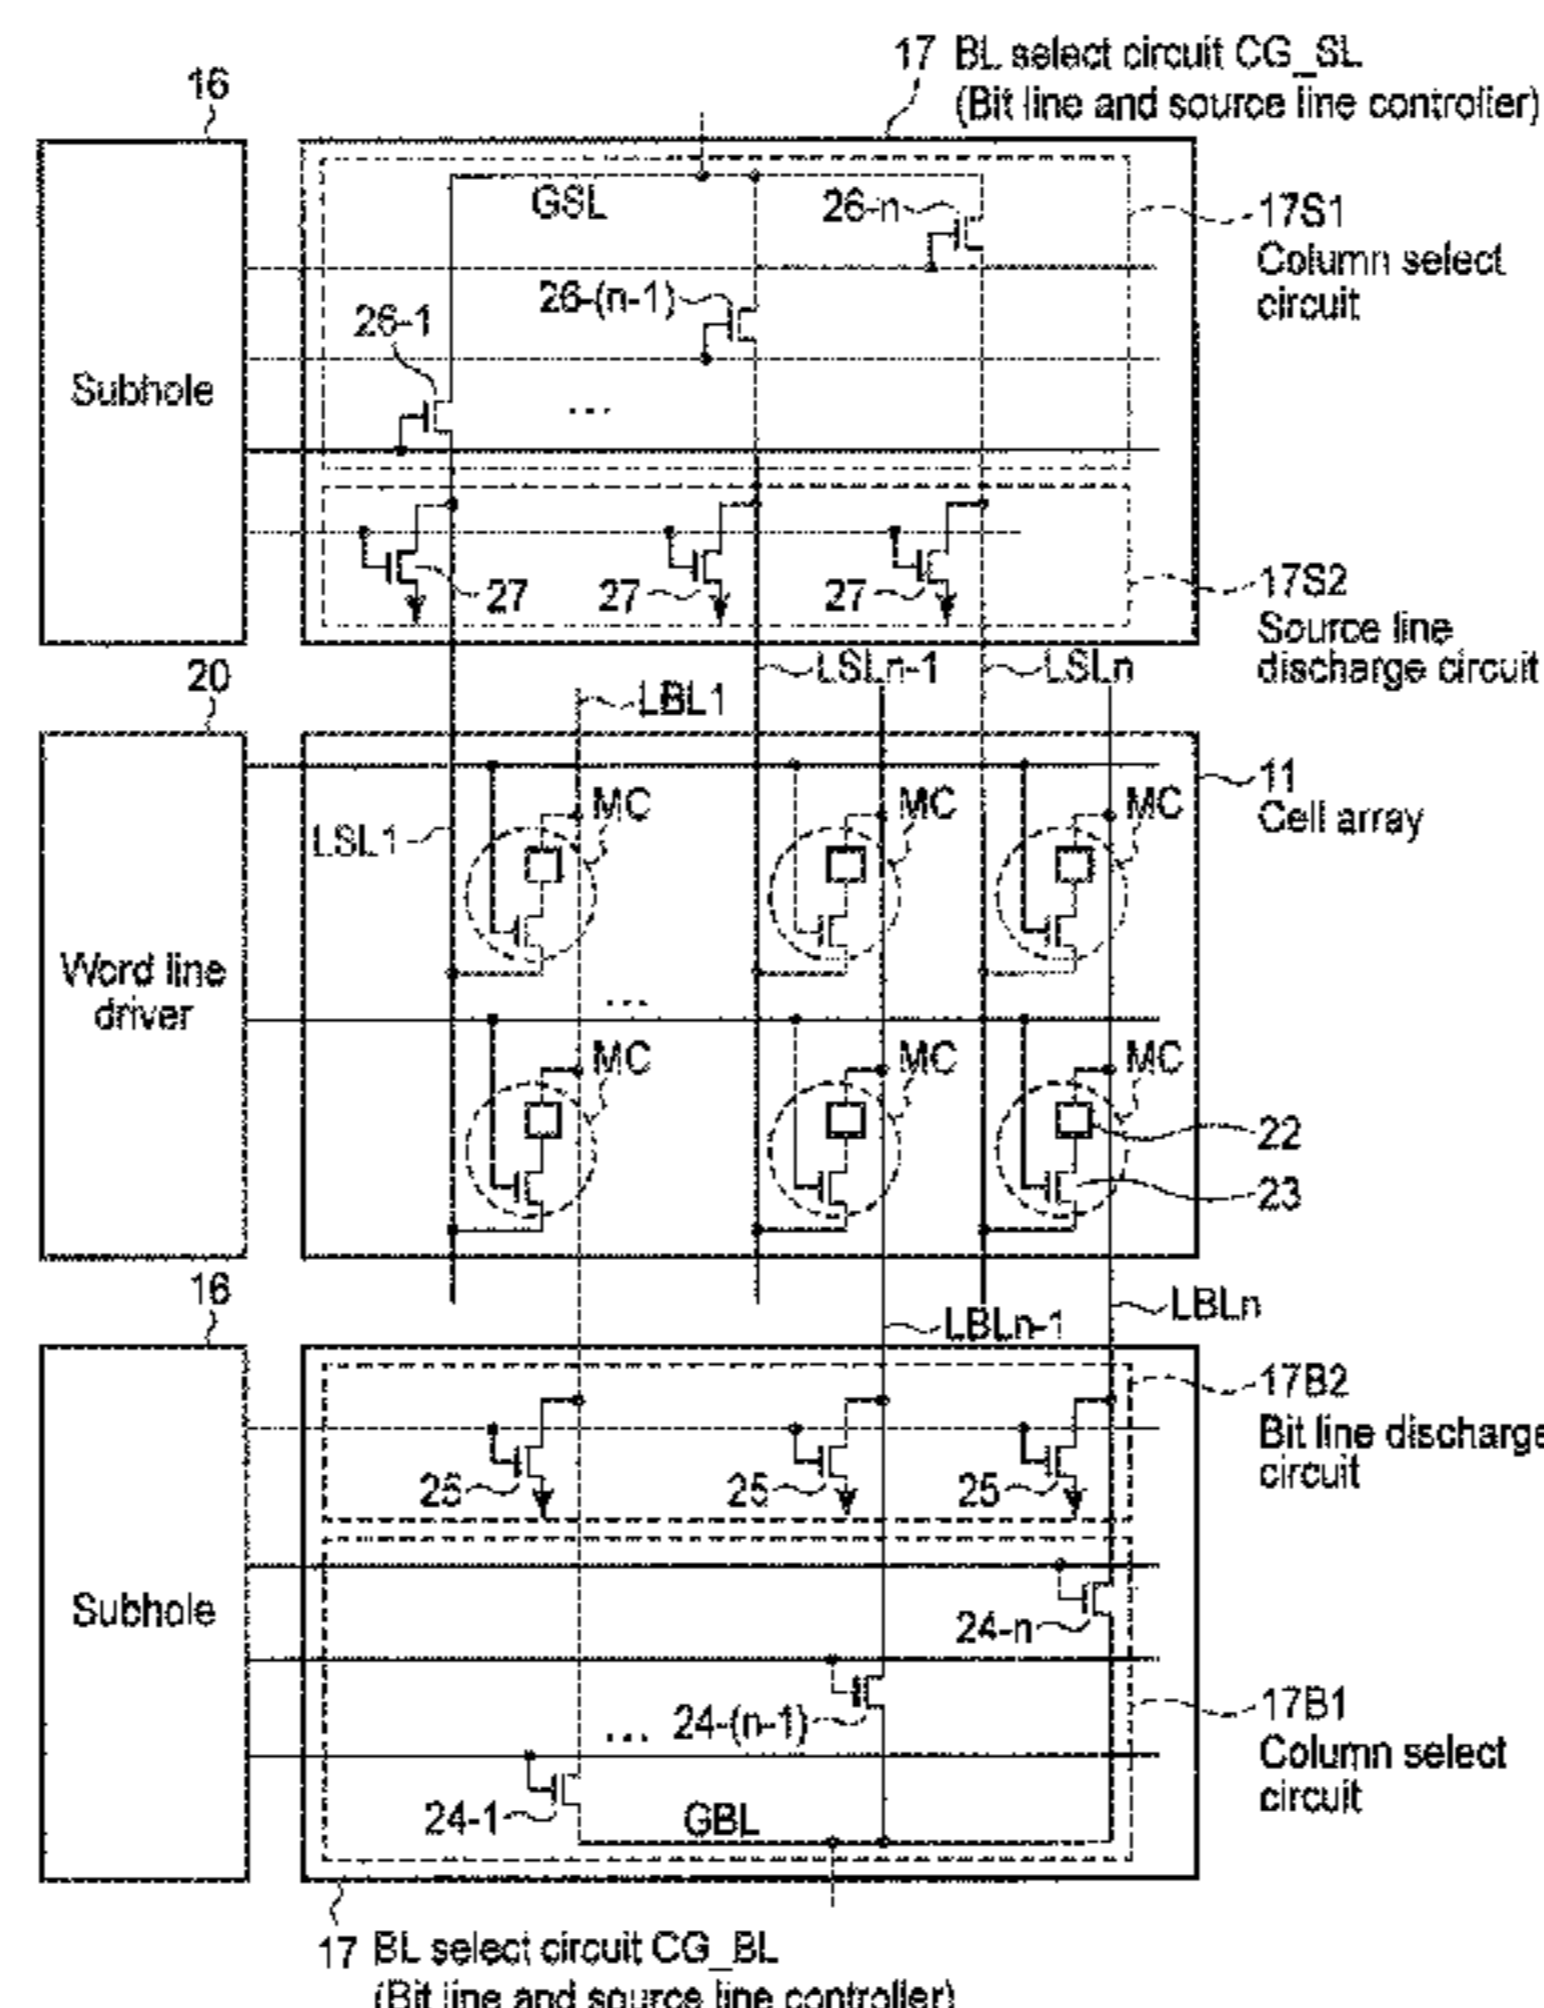 17 BL select circuit CG_SL
(Bit line and source line controller)
16
Subhole
GSL
26-n
26-(n-1)
26-1
...
17S1
Column select
circuit
27
27
27
17S2
Source line
discharge circuit
20
LBL1
LSLn-1
LSLn
Word line
driver
LSL1
MC
MC
MC
11
Cell array
...
MC
MC
MC
22
23
16
LBLn-1
LBLn
Subhole
25
25
25
17B2
Bit line discharge
circuit
24-n
24-(n-1)
...
24-1
GBL
17B1
Column select
circuit
17 BL select circuit CG_BL
(Bit line and source line controller)